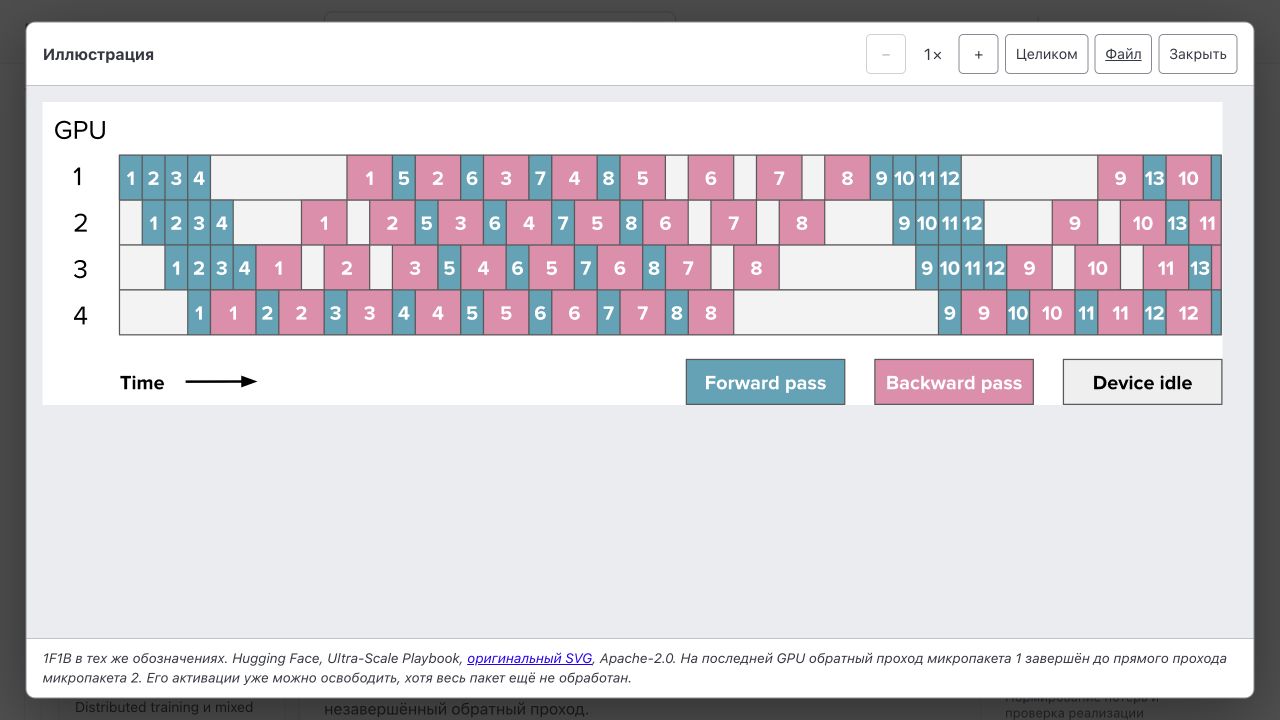 Иллюстрация
− 1× + Целиком Файл Закрыть
GPU
1 1 2 3 4 1 5 2 6 3 7 4 8 5 6 7 8 9 10 11 12 9 13 10
2 1 2 3 4 1 2 5 3 6 4 7 5 8 6 7 8 9 10 11 12 9 10 13 11
3 1 2 3 4 1 2 3 5 4 6 5 7 6 8 7 8 9 10 11 12 9 10 11 13
4 1 1 2 2 3 3 4 4 5 5 6 6 7 7 8 8 9 9 10 10 11 11 12 12
Time Forward pass Backward pass Device idle
1F1B в тех же обозначениях. Hugging Face, Ultra-Scale Playbook, оригинальный SVG, Apache-2.0. На последней GPU обратный проход микропакета 1 завершён до прямого прохода
микропакета 2. Его активации уже можно освободить, хотя весь пакет ещё не обработан.
Distributed training и mixed
незавершённый обратный проход.
проверка реализации